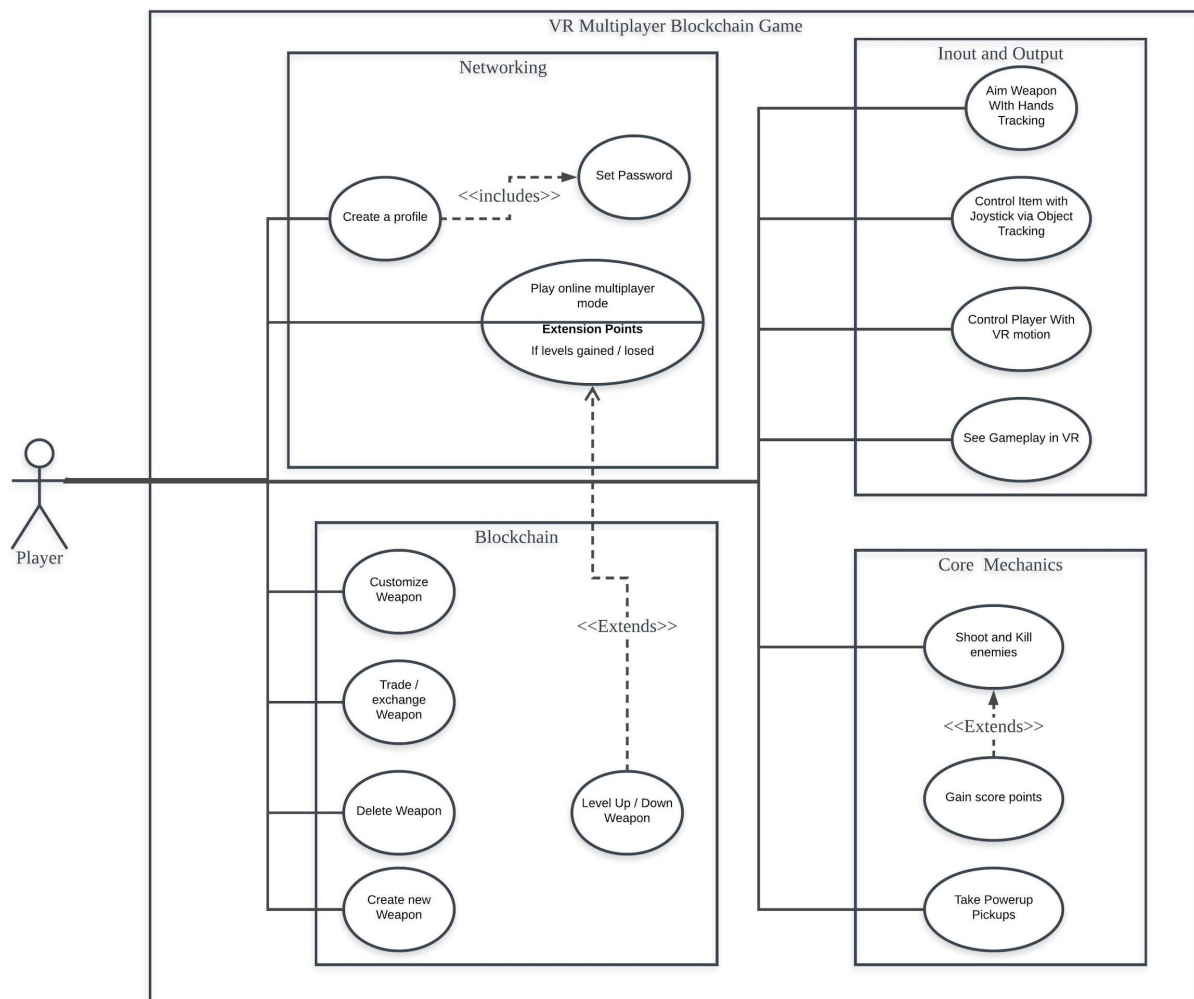 VR Multiplayer Blockchain Game
Networking
Set Password
<<includes>>
Create a profile
Play online multiplayer
mode
Extension Points
If levels gained / losed
Inout and Output
Aim Weapon
WIth Hands
Tracking
Control Item with
Joystick via Object
Tracking
Control Player With
VR motion
See Gameplay in VR
Player
Blockchain
Customize
Weapon
<<Extends>>
Trade /
exchange
Weapon
Delete Weapon
Level Up / Down
Weapon
Create new
Weapon
Core Mechanics
Shoot and Kill
enemies
<<Extends>>
Gain score points
Take Powerup
Pickups